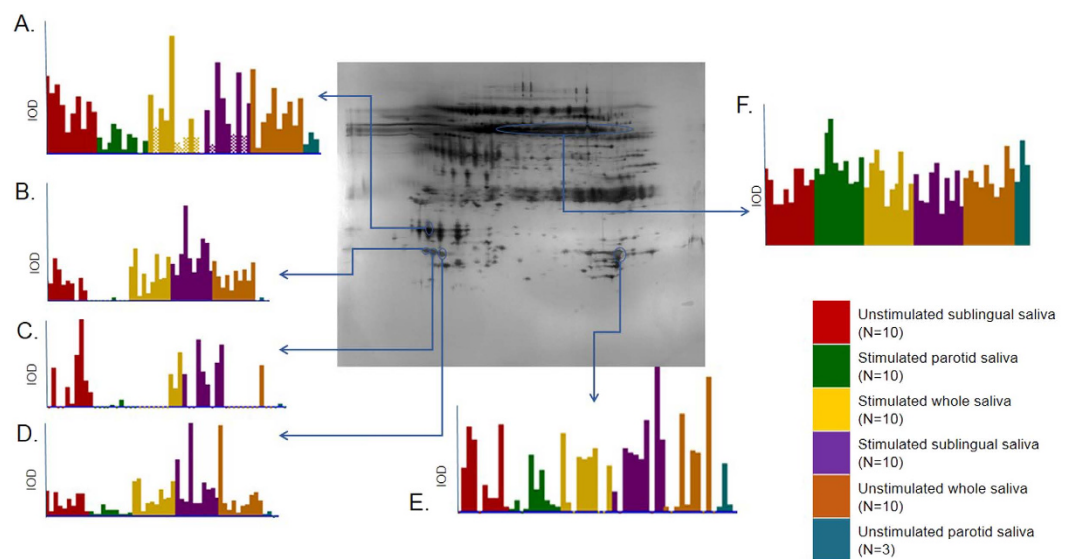 A.
IOD
B.
IOD
C.
IOD
D.
IOD
E.
IOD
F.
IOD
Unstimulated sublingual saliva
(N=10)
Stimulated parotid saliva
(N=10)
Stimulated whole saliva
(N=10)
Stimulated sublingual saliva
(N=10)
Unstimulated whole saliva
(N=10)
Unstimulated parotid saliva
(N=3)